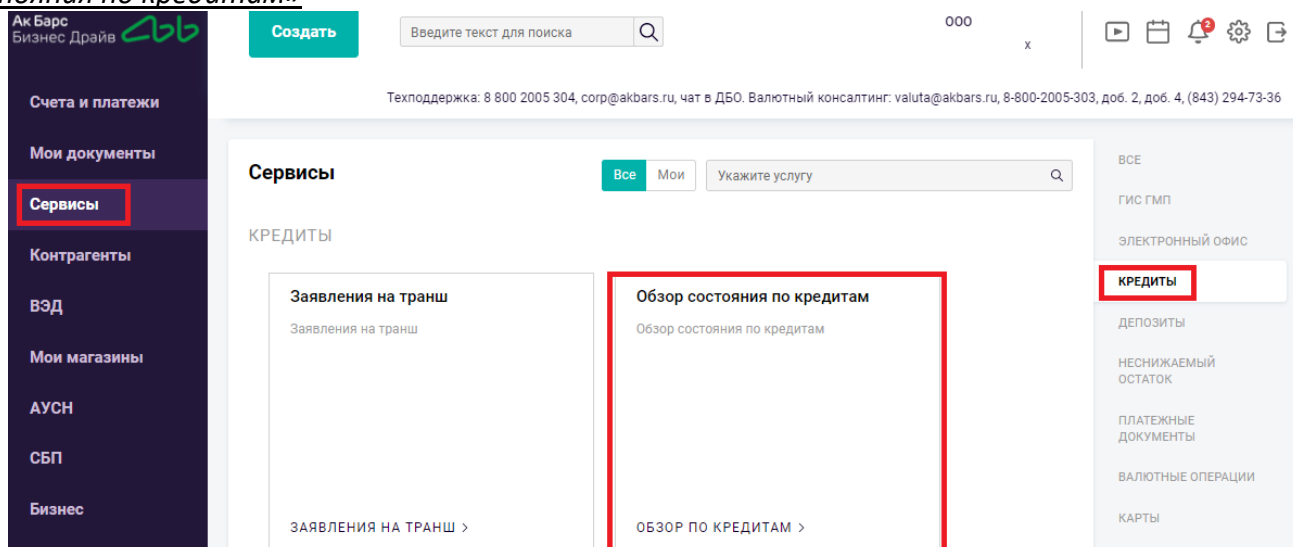 по кредитам»
Ак Барс
Бизнес Драйв
Создать
Введите текст для поиска
ООО
х
2
Техподдержка: 8 800 2005 304, corp@akbars.ru, чат в ДБО. Валютный консалтинг: valuta@akbars.ru, 8-800-2005-303, доб. 2, доб. 4, (843) 294-73-36
Счета и платежи
Мои документы
Сервисы
Контрагенты
ВЭД
Мои магазины
АУСН
СБП
Бизнес
Сервисы
Все
Мои
Укажите услугу
КРЕДИТЫ
Заявления на транш
Заявления на транш
ЗАЯВЛЕНИЯ НА ТРАНШ >
Обзор состояния по кредитам
Обзор состояния по кредитам
ОБЗОР ПО КРЕДИТАМ >
ВСЕ
ГИС ГМП
ЭЛЕКТРОННЫЙ ОФИС
КРЕДИТЫ
ДЕПОЗИТЫ
НЕСНИЖАЕМЫЙ
ОСТАТОК
ПЛАТЕЖНЫЕ
ДОКУМЕНТЫ
ВАЛЮТНЫЕ ОПЕРАЦИИ
КАРТЫ